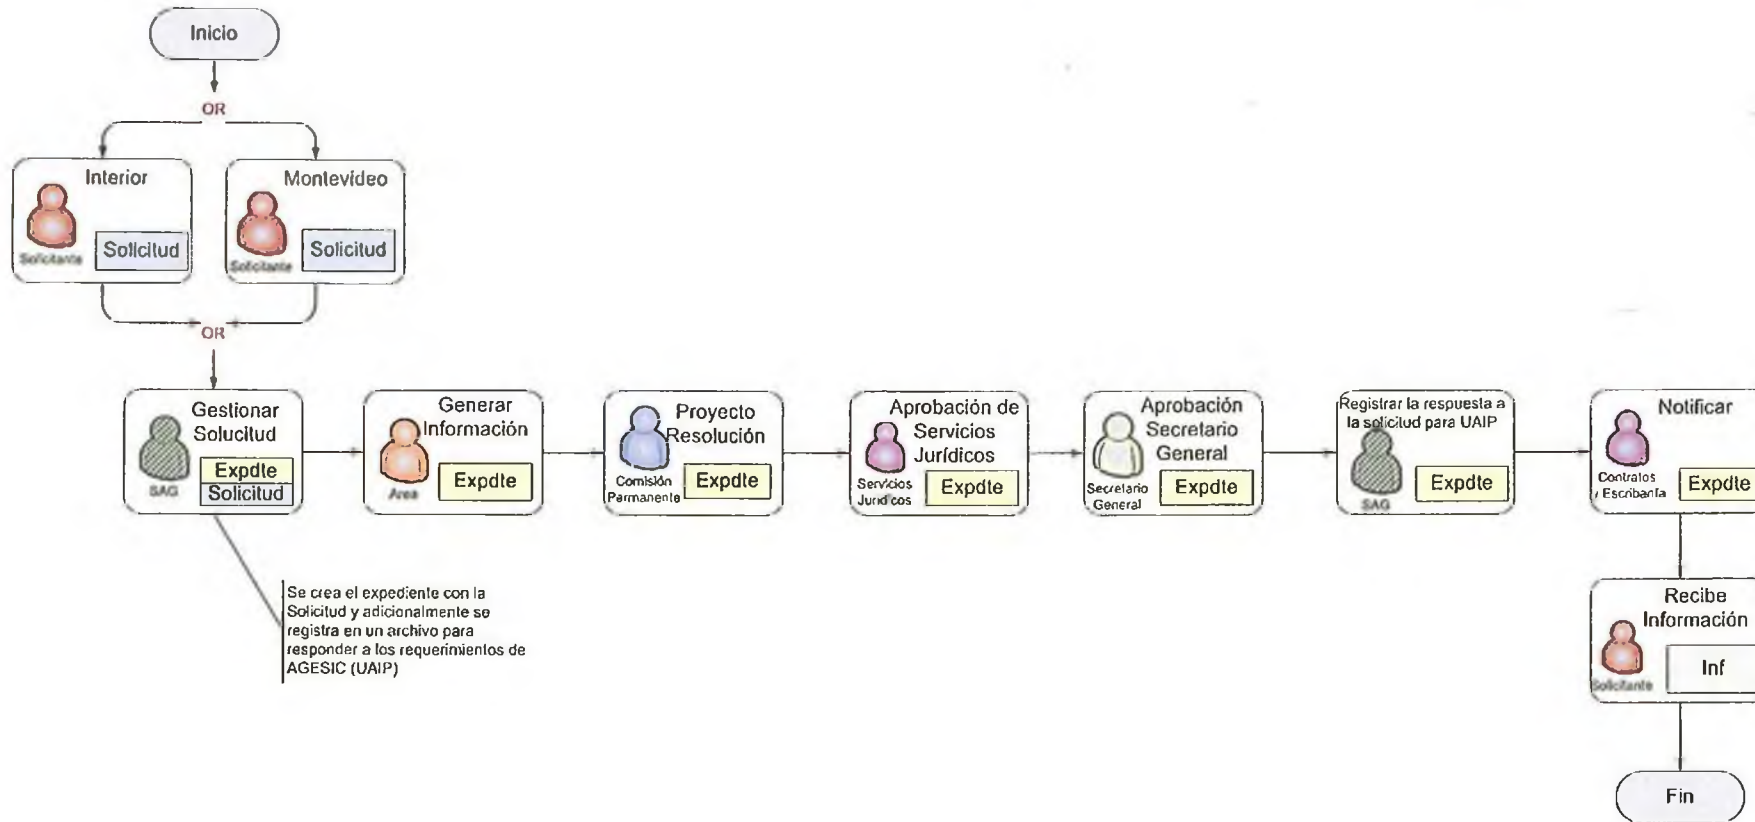 Inicio
OR
Interior
Solicitante
Solicitud
Montevideo
Solicitante
Solicitud
OR
Gestionar
Solucitud
SAG
Expdte
Solicitud
Generar
Información
Area
Expdte
Proyecto
Resolución
Comisión
Permanente
Expdte
Aprobación de
Servicios
Jurídicos
Servicios
Jurídicos
Expdte
Aprobación
Secretario
General
Secretario
General
Expdte
Registrar la respuesta a
la solicitud para UAIP
SAG
Expdte
Notificar
Contratos
/ Escribanía
Expdte
Se crea el expediente con la
Solicitud y adicionalmente se
registra en un archivo para
responder a los requerimientos de
AGESIC (UAIP)
Recibe
Información
Solicitante
Inf
Fin